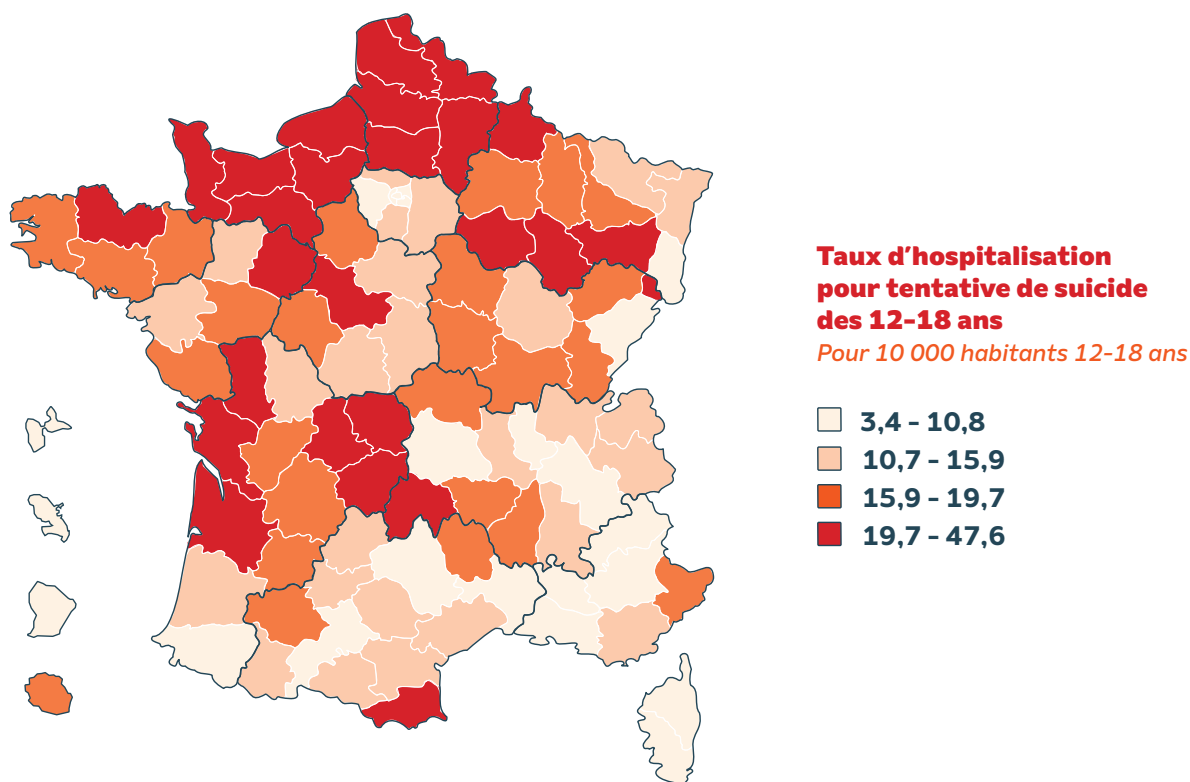 Taux d'hospitalisation
pour tentative de suicide
des 12-18 ans
Pour 10 000 habitants 12-18 ans
3,4 - 10,8
10,7 - 15,9
15,9 - 19,7
19,7 - 47,6